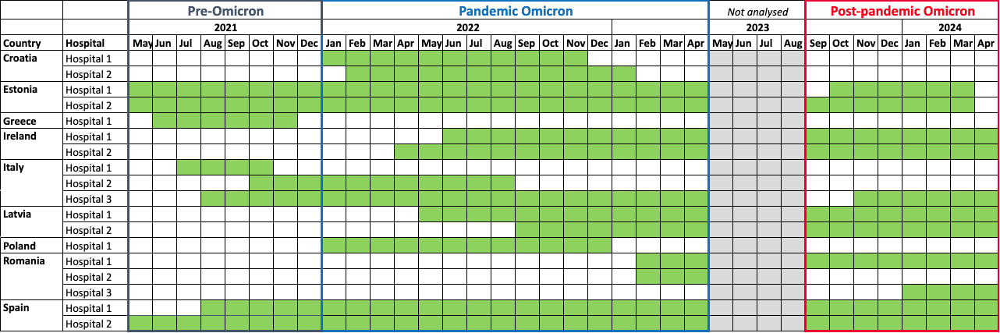 Pre-Omicron Pandemic Omicron Not analysed Post-pandemic Omicron
2021 2022 2023 2024
Country Hospital May Jun Jul Aug Sep Oct Nov Dec Jan Feb Mar Apr May Jun Jul Aug Sep Oct Nov Dec Jan Feb Mar Apr May Jun Jul Aug Sep Oct Nov Dec Jan Feb Mar Apr
Croatia Hospital 1
Hospital 2
Estonia Hospital 1
Hospital 2
Greece Hospital 1
Ireland Hospital 1
Hospital 2
Italy Hospital 1
Hospital 2
Hospital 3
Latvia Hospital 1
Hospital 2
Poland Hospital 1
Romania Hospital 1
Hospital 2
Hospital 3
Spain Hospital 1
Hospital 2